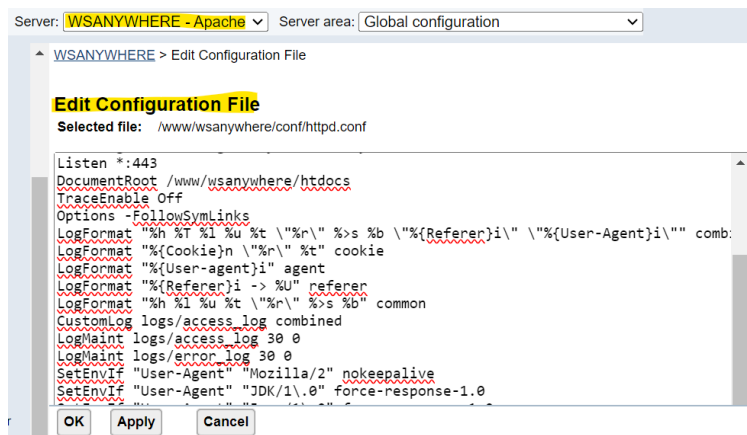 Server: WSANYWHERE - Apache Server area: Global configuration
WSANYWHERE > Edit Configuration File
Edit Configuration File
Selected file: /www/wsanywhere/conf/httpd.conf
Listen *:443
DocumentRoot /www/wsanywhere/htdocs
TraceEnable Off
Options -FollowSymLinks
LogFormat "%h %T %l %u %t \"%r\" %>s %b \"%{Referer}i\" \"%{User-Agent}i\"" comb
LogFormat "%{Cookie}n \"%r\" %t" cookie
LogFormat "%{User-agent}i" agent
LogFormat "%{Referer}i -> %U" referer
LogFormat "%h %l %u %t \"%r\" %>s %b" common
CustomLog logs/access_log combined
LogMaint logs/access_log 30 0
LogMaint logs/error_log 30 0
SetEnvIf "User-Agent" "Mozilla/2" nokeepalive
SetEnvIf "User-Agent" "JDK/1\.0" force-response-1.0
OK Apply Cancel